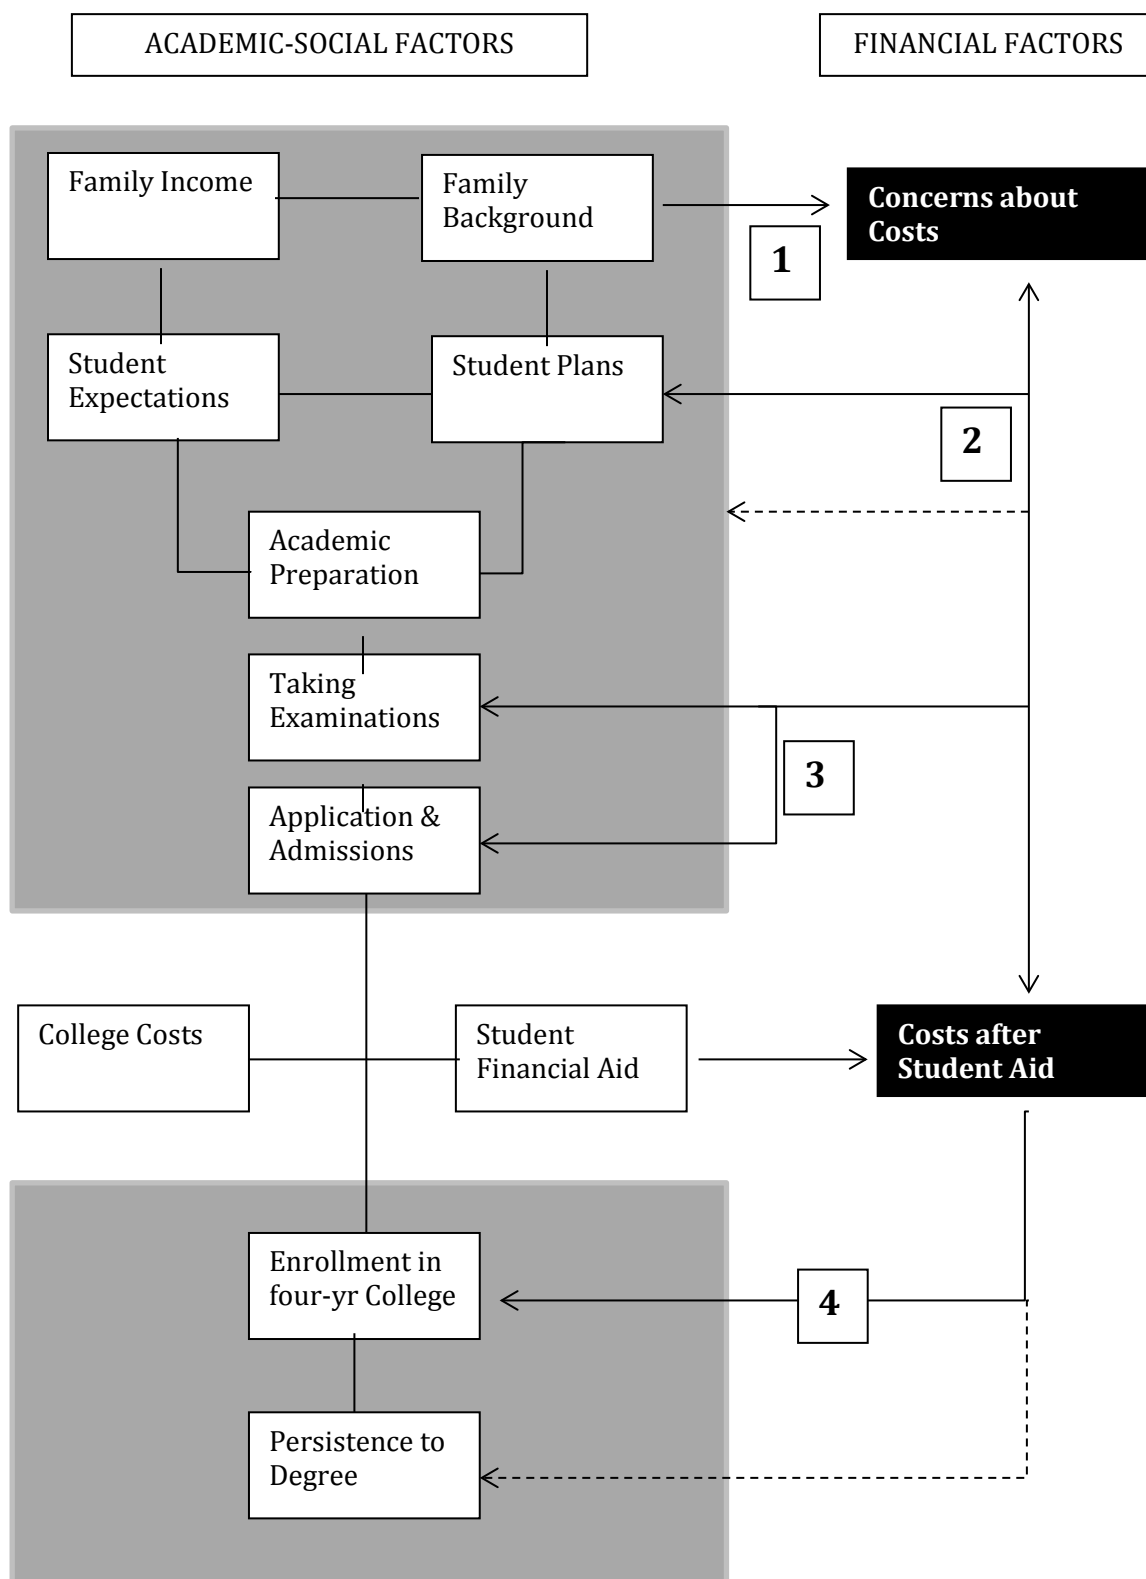 ACADEMIC-SOCIAL FACTORS
FINANCIAL FACTORS
Family Income
Family
Background
Concerns about
Costs
1
Student
Expectations
Student Plans
2
Academic
Preparation
Taking
Examinations
3
Application &
Admissions
College Costs
Student
Financial Aid
Costs after
Student Aid
Enrollment in
four-yr College
4
Persistence to
Degree